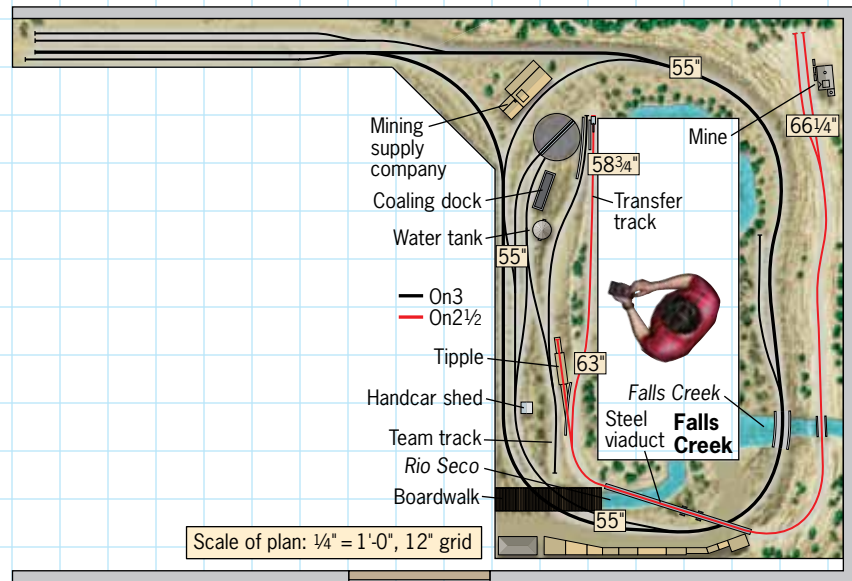 55"
66¼"
Mining
supply
company
Mine
58¾"
Coaling dock
Transfer
track
Water tank
55"
On3
On2½
Tipple
63"
Handcar shed
Falls Creek
Steel
viaduct
Falls
Creek
Team track
Rio Seco
Boardwalk
55"
Scale of plan: ¼" = 1'-0", 12" grid